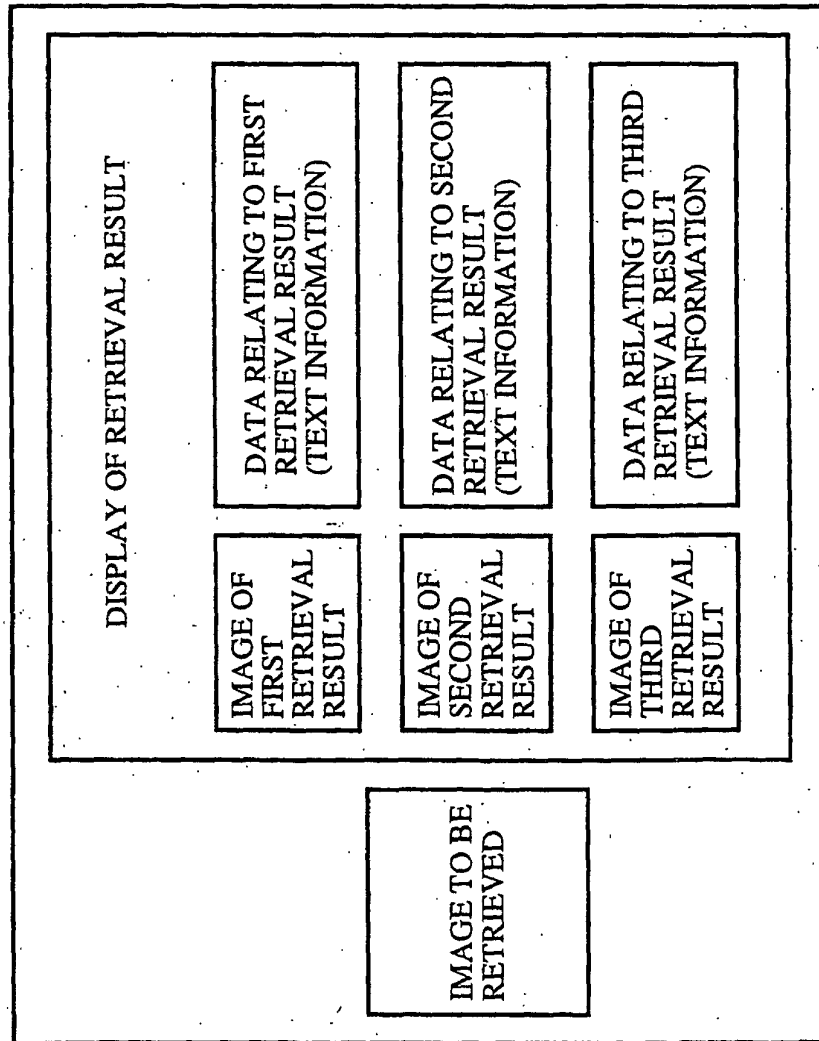 DISPLAY OF RETRIEVAL RESULT
IMAGE OF
FIRST
RETRIEVAL
RESULT
DATA RELATING TO FIRST
RETRIEVAL RESULT
(TEXT INFORMATION)
IMAGE OF
SECOND
RETRIEVAL
RESULT
DATA RELATING TO SECOND
RETRIEVAL RESULT
(TEXT INFORMATION)
IMAGE OF
THIRD
RETRIEVAL
RESULT
DATA RELATING TO THIRD
RETRIEVAL RESULT
(TEXT INFORMATION)
IMAGE TO BE
RETRIEVED